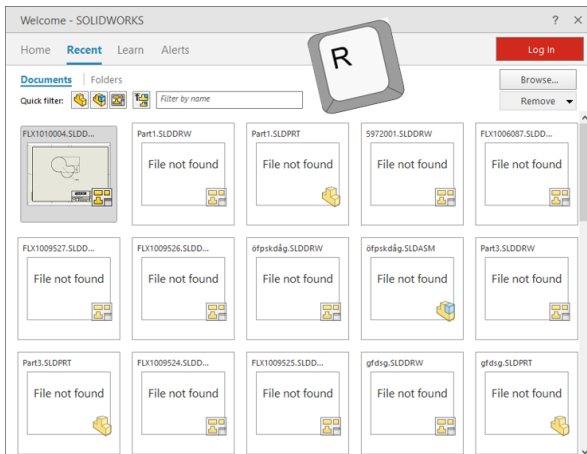 Welcome - SOLIDWORKS
? ×
Home Recent Learn Alerts
R
Log In
Documents | Folders
Browse...
Quick filter:
Filter by name
Remove
FLX1010004.SLDD...
Part1.SLDDRW
Part1.SLDPRT
5972001.SLDDRW
FLX1006087.SLDD...
File not found
File not found
File not found
File not found
FLX1009527.SLDD...
FLX1009526.SLDD...
öfpskdåg.SLDDRW
öfpskdåg.SLDASM
Part3.SLDDRW
File not found
File not found
File not found
File not found
File not found
Part3.SLDPRT
FLX1009524.SLDD...
FLX1009525.SLDD...
gfdsg.SLDDRW
gfdsg.SLDPRT
File not found
File not found
File not found
File not found
File not found